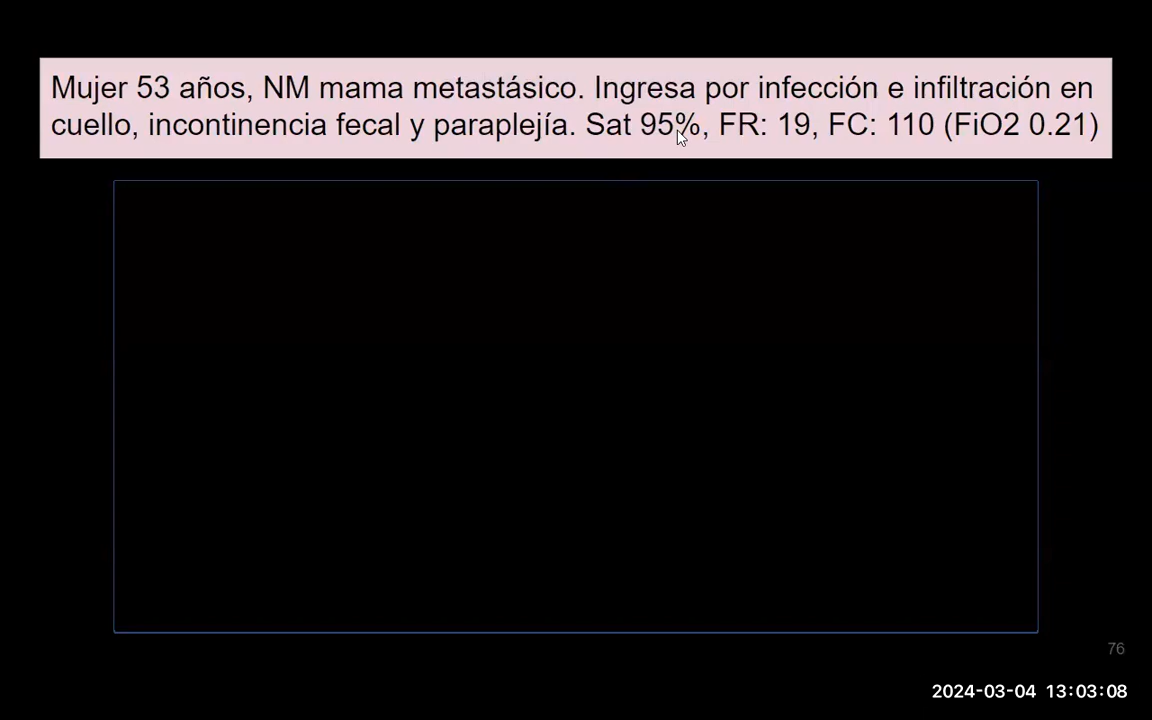 Mujer 53 años, NM mama metastásico. Ingresa por infección e infiltración en
cuello, incontinencia fecal y paraplejía. Sat 95%, FR: 19, FC: 110 (FiO2 0.21)
76
2024-03-04 13:03:08